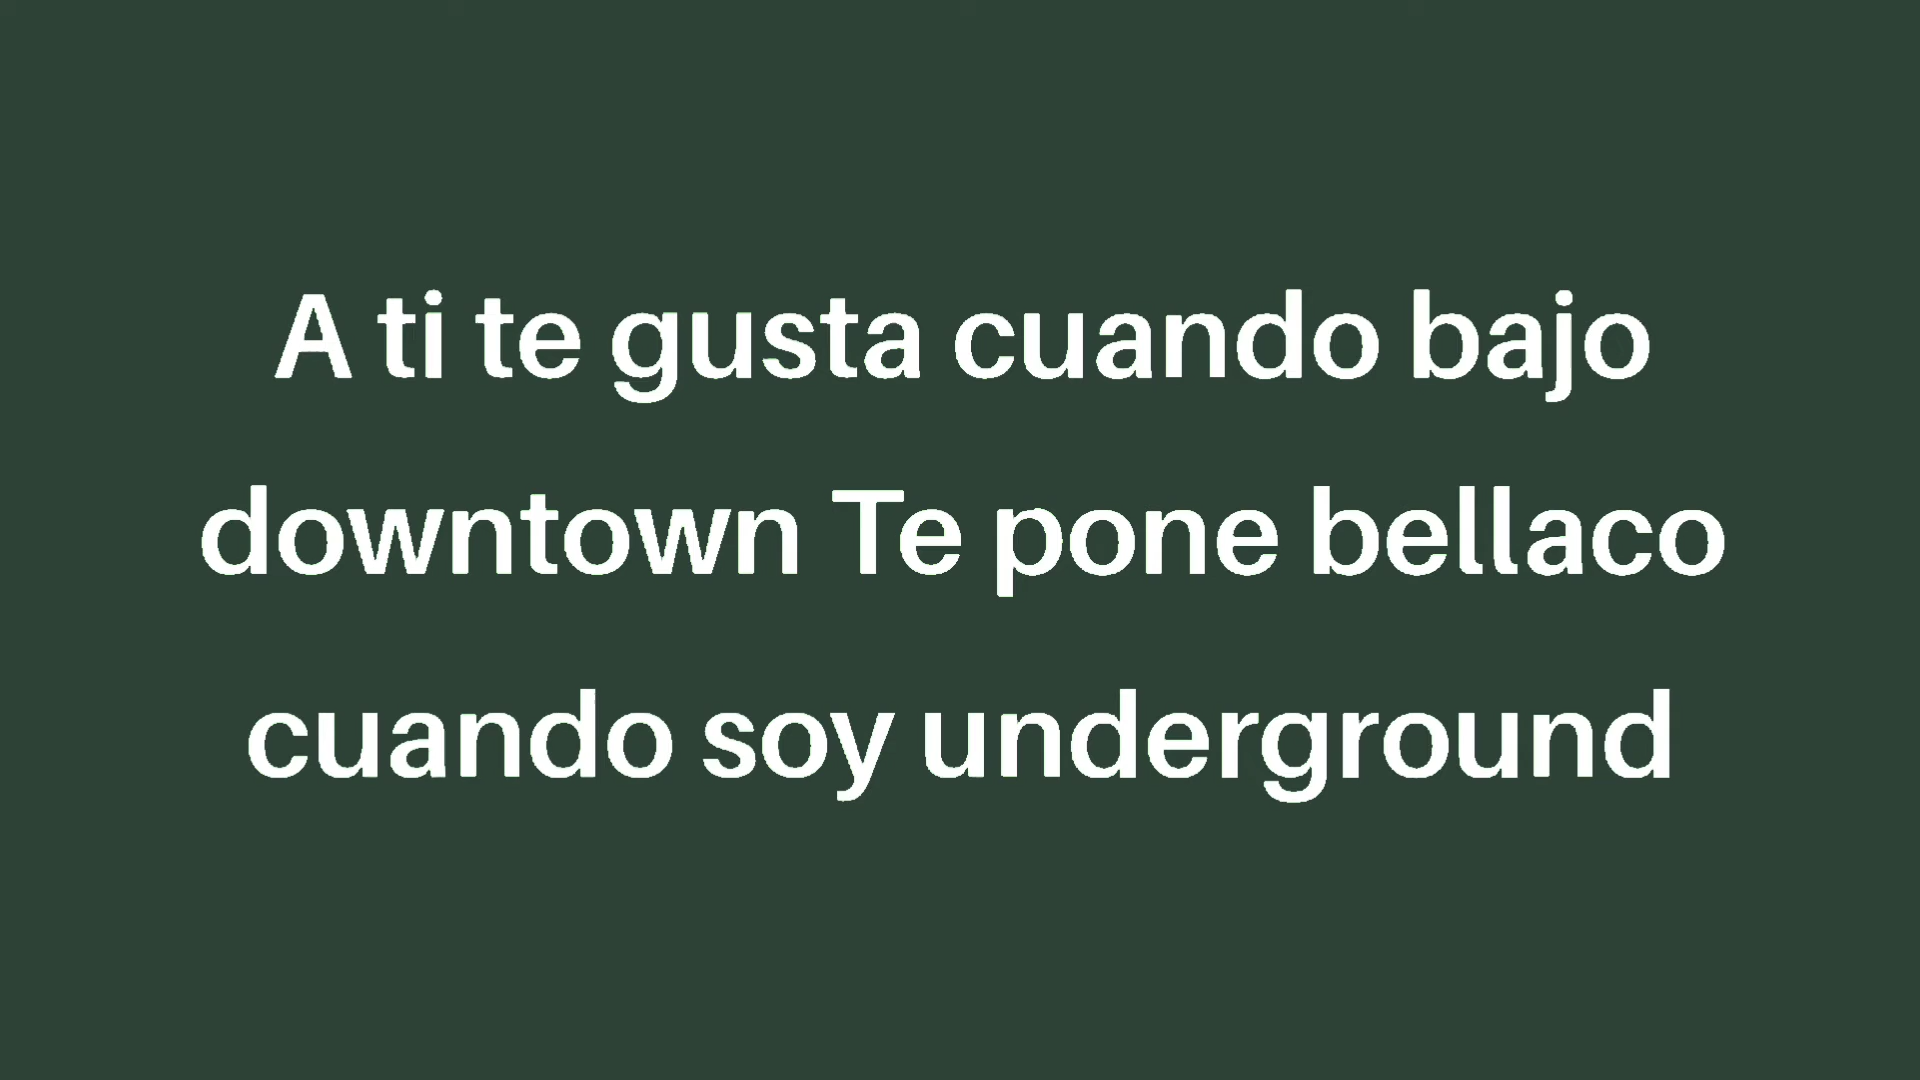 A ti te gusta cuando bajo
downtown Te pone bellaco
cuando soy underground